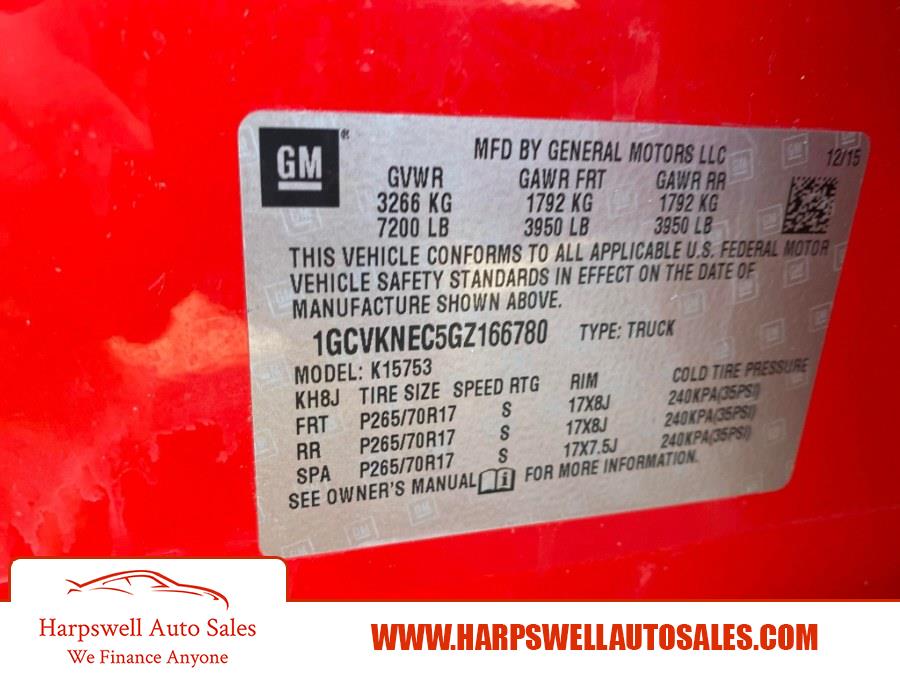 GM
MFD BY GENERAL MOTORS LLC 12/15
GVWR GAWR FRT GAWR RR
3266 KG 1792 KG 1792 KG
7200 LB 3950 LB 3950 LB
THIS VEHICLE CONFORMS TO ALL APPLICABLE U.S. FEDERAL MOTOR
VEHICLE SAFETY STANDARDS IN EFFECT ON THE DATE OF
MANUFACTURE SHOWN ABOVE.
1GCVKNEC5GZ166780 TYPE: TRUCK
MODEL: K15753
KH8J TIRE SIZE SPEED RTG RIM COLD TIRE PRESSURE
FRT P265/70R17 S 17X8J 240KPA(35PSI)
RR P265/70R17 S 17X8J 240KPA(35PSI)
SPA P265/70R17 S 17X7.5J 240KPA(35PSI)
SEE OWNER'S MANUAL FOR MORE INFORMATION.
Harpswell Auto Sales
We Finance Anyone
WWW.HARPSWELLAUTOSALES.COM